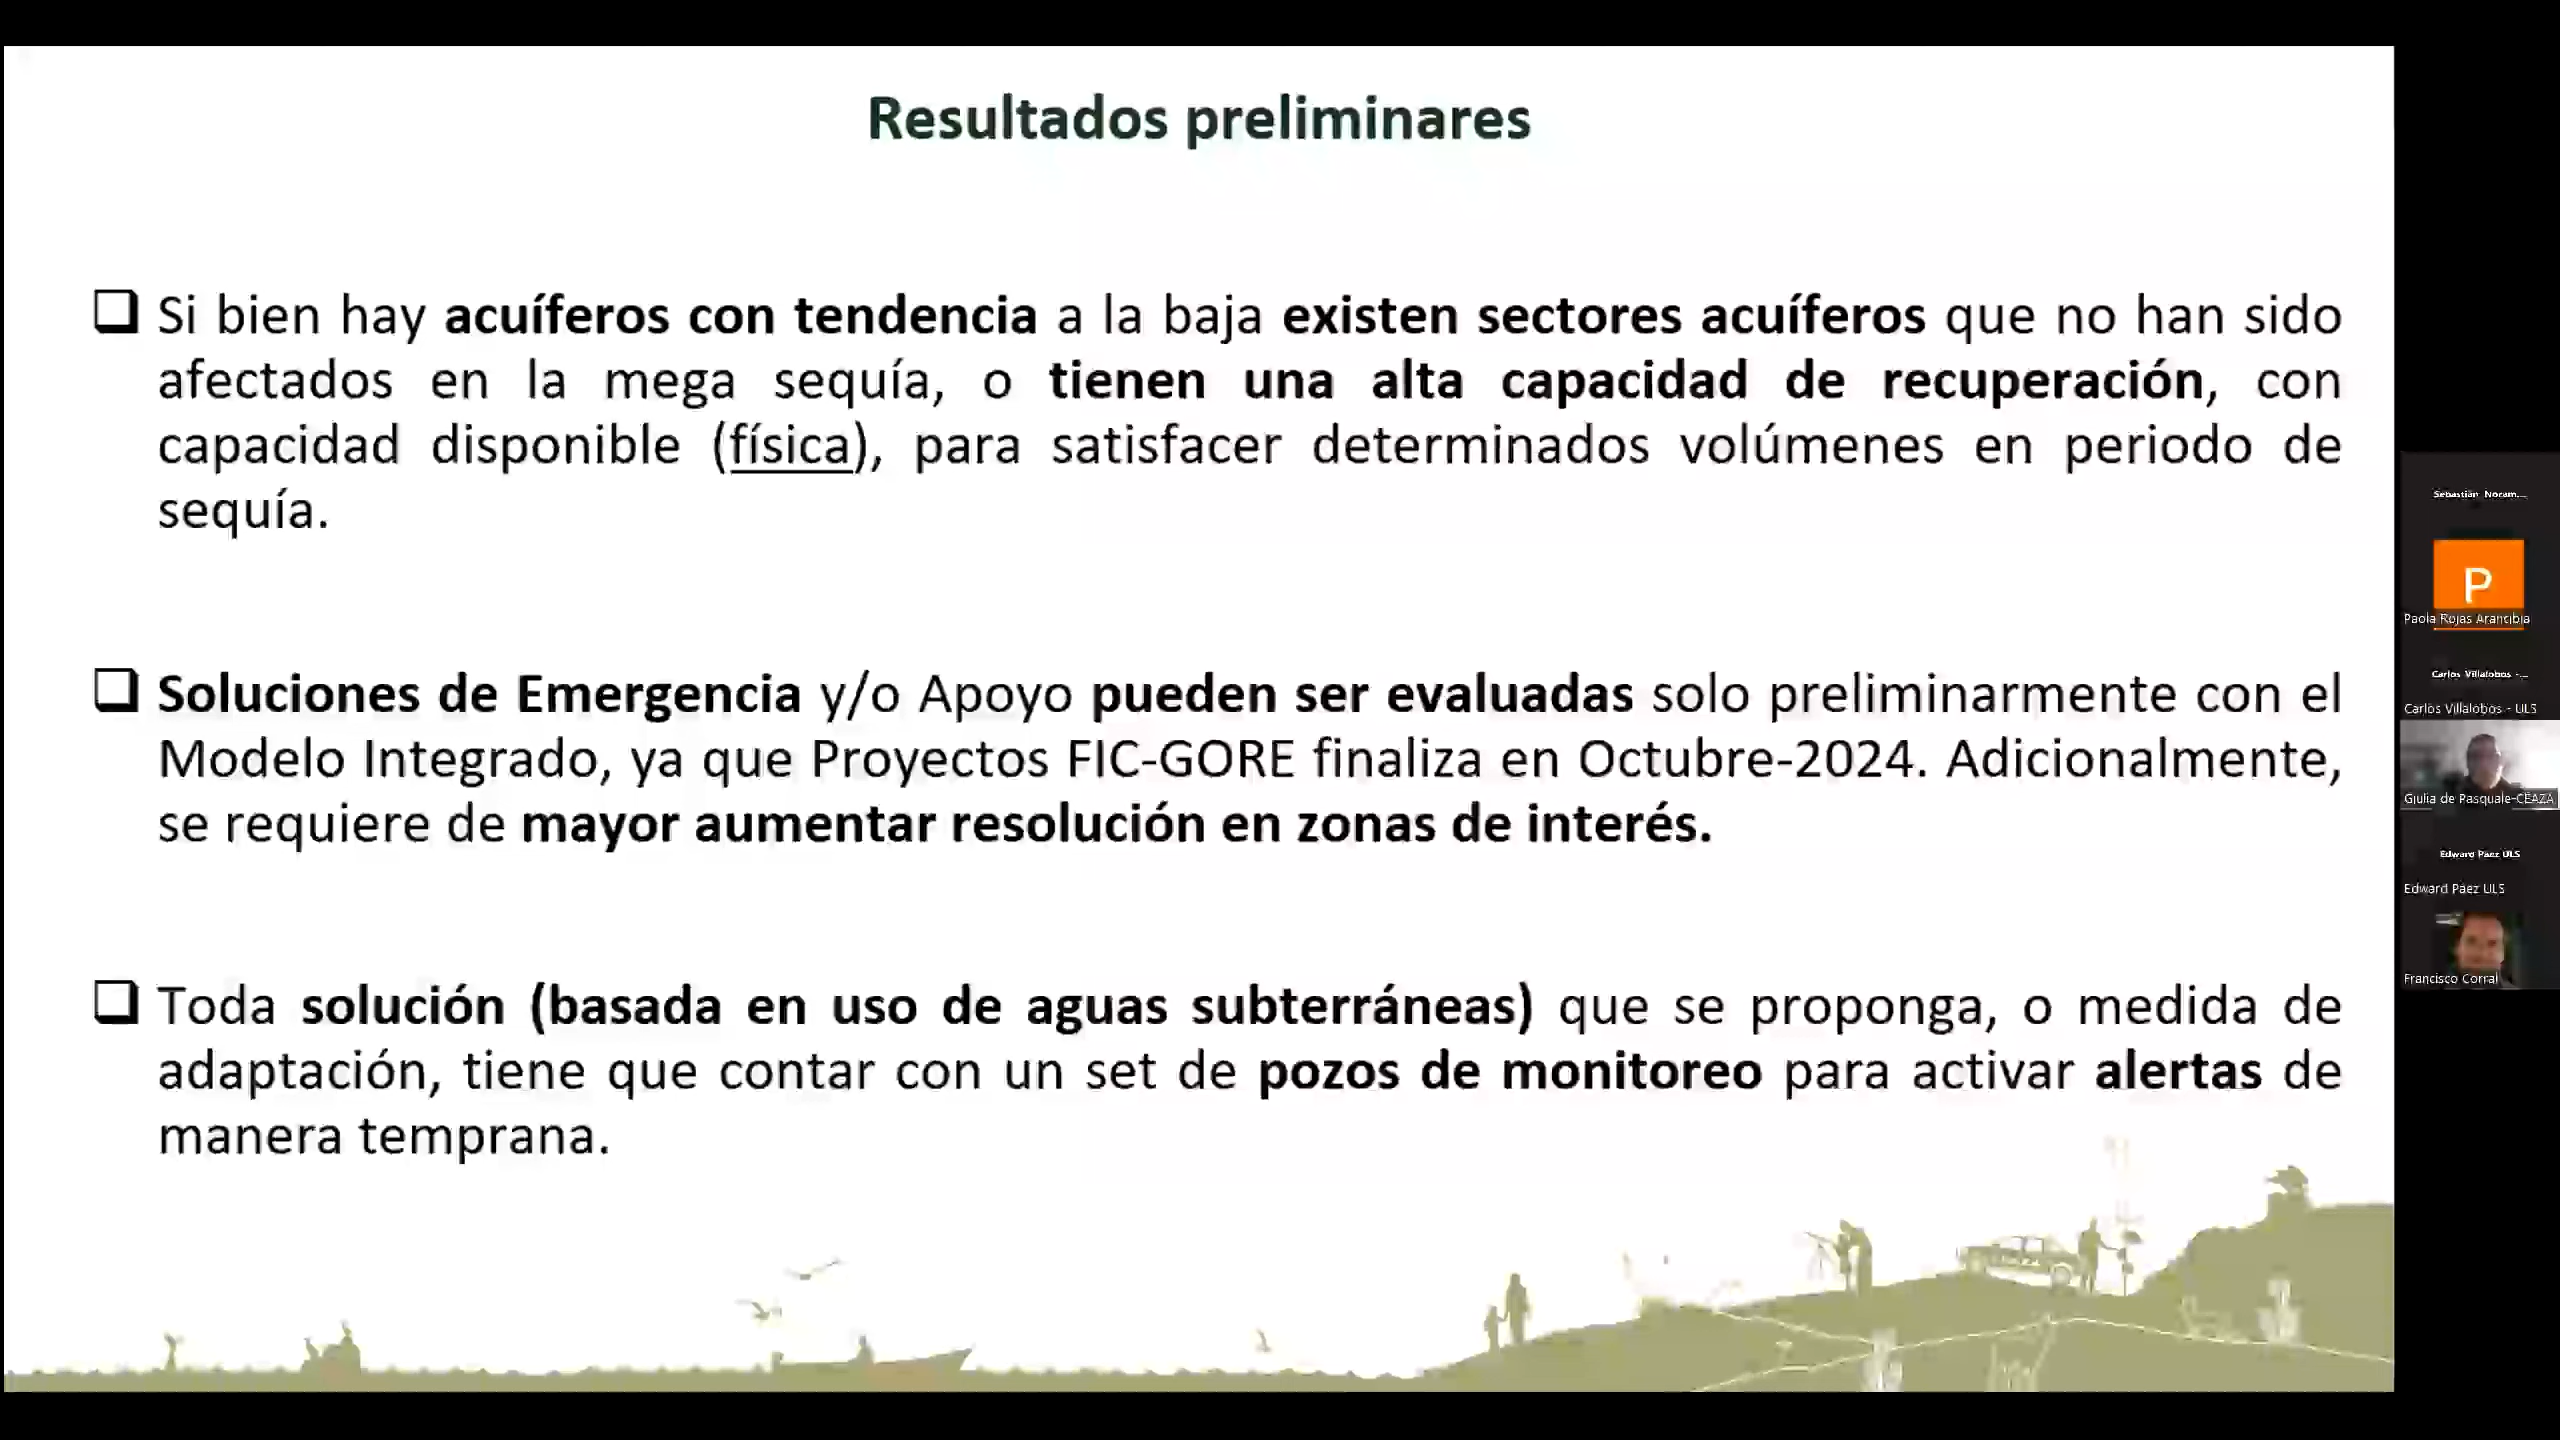 Resultados preliminares
❑ Si bien hay acuíferos con tendencia a la baja existen sectores acuíferos que no han sido
afectados en la mega sequía, o tienen una alta capacidad de recuperación, con
capacidad disponible (física), para satisfacer determinados volúmenes en periodo de
sequía.
❑ Soluciones de Emergencia y/o Apoyo pueden ser evaluadas solo preliminarmente con el
Modelo Integrado, ya que Proyectos FIC-GORE finaliza en Octubre-2024. Adicionalmente,
se requiere de mayor aumentar resolución en zonas de interés.
❑ Toda solución (basada en uso de aguas subterráneas) que se proponga, o medida de
adaptación, tiene que contar con un set de pozos de monitoreo para activar alertas de
manera temprana.
Sebastián Noram...
P
Paola Rojas Arancibia
Carlos Villalobos -...
Carlos Villalobos - ULS
Giulia de Pasquale-CEAZA
Edward Páez ULS
Edward Páez ULS
Francisco Corral